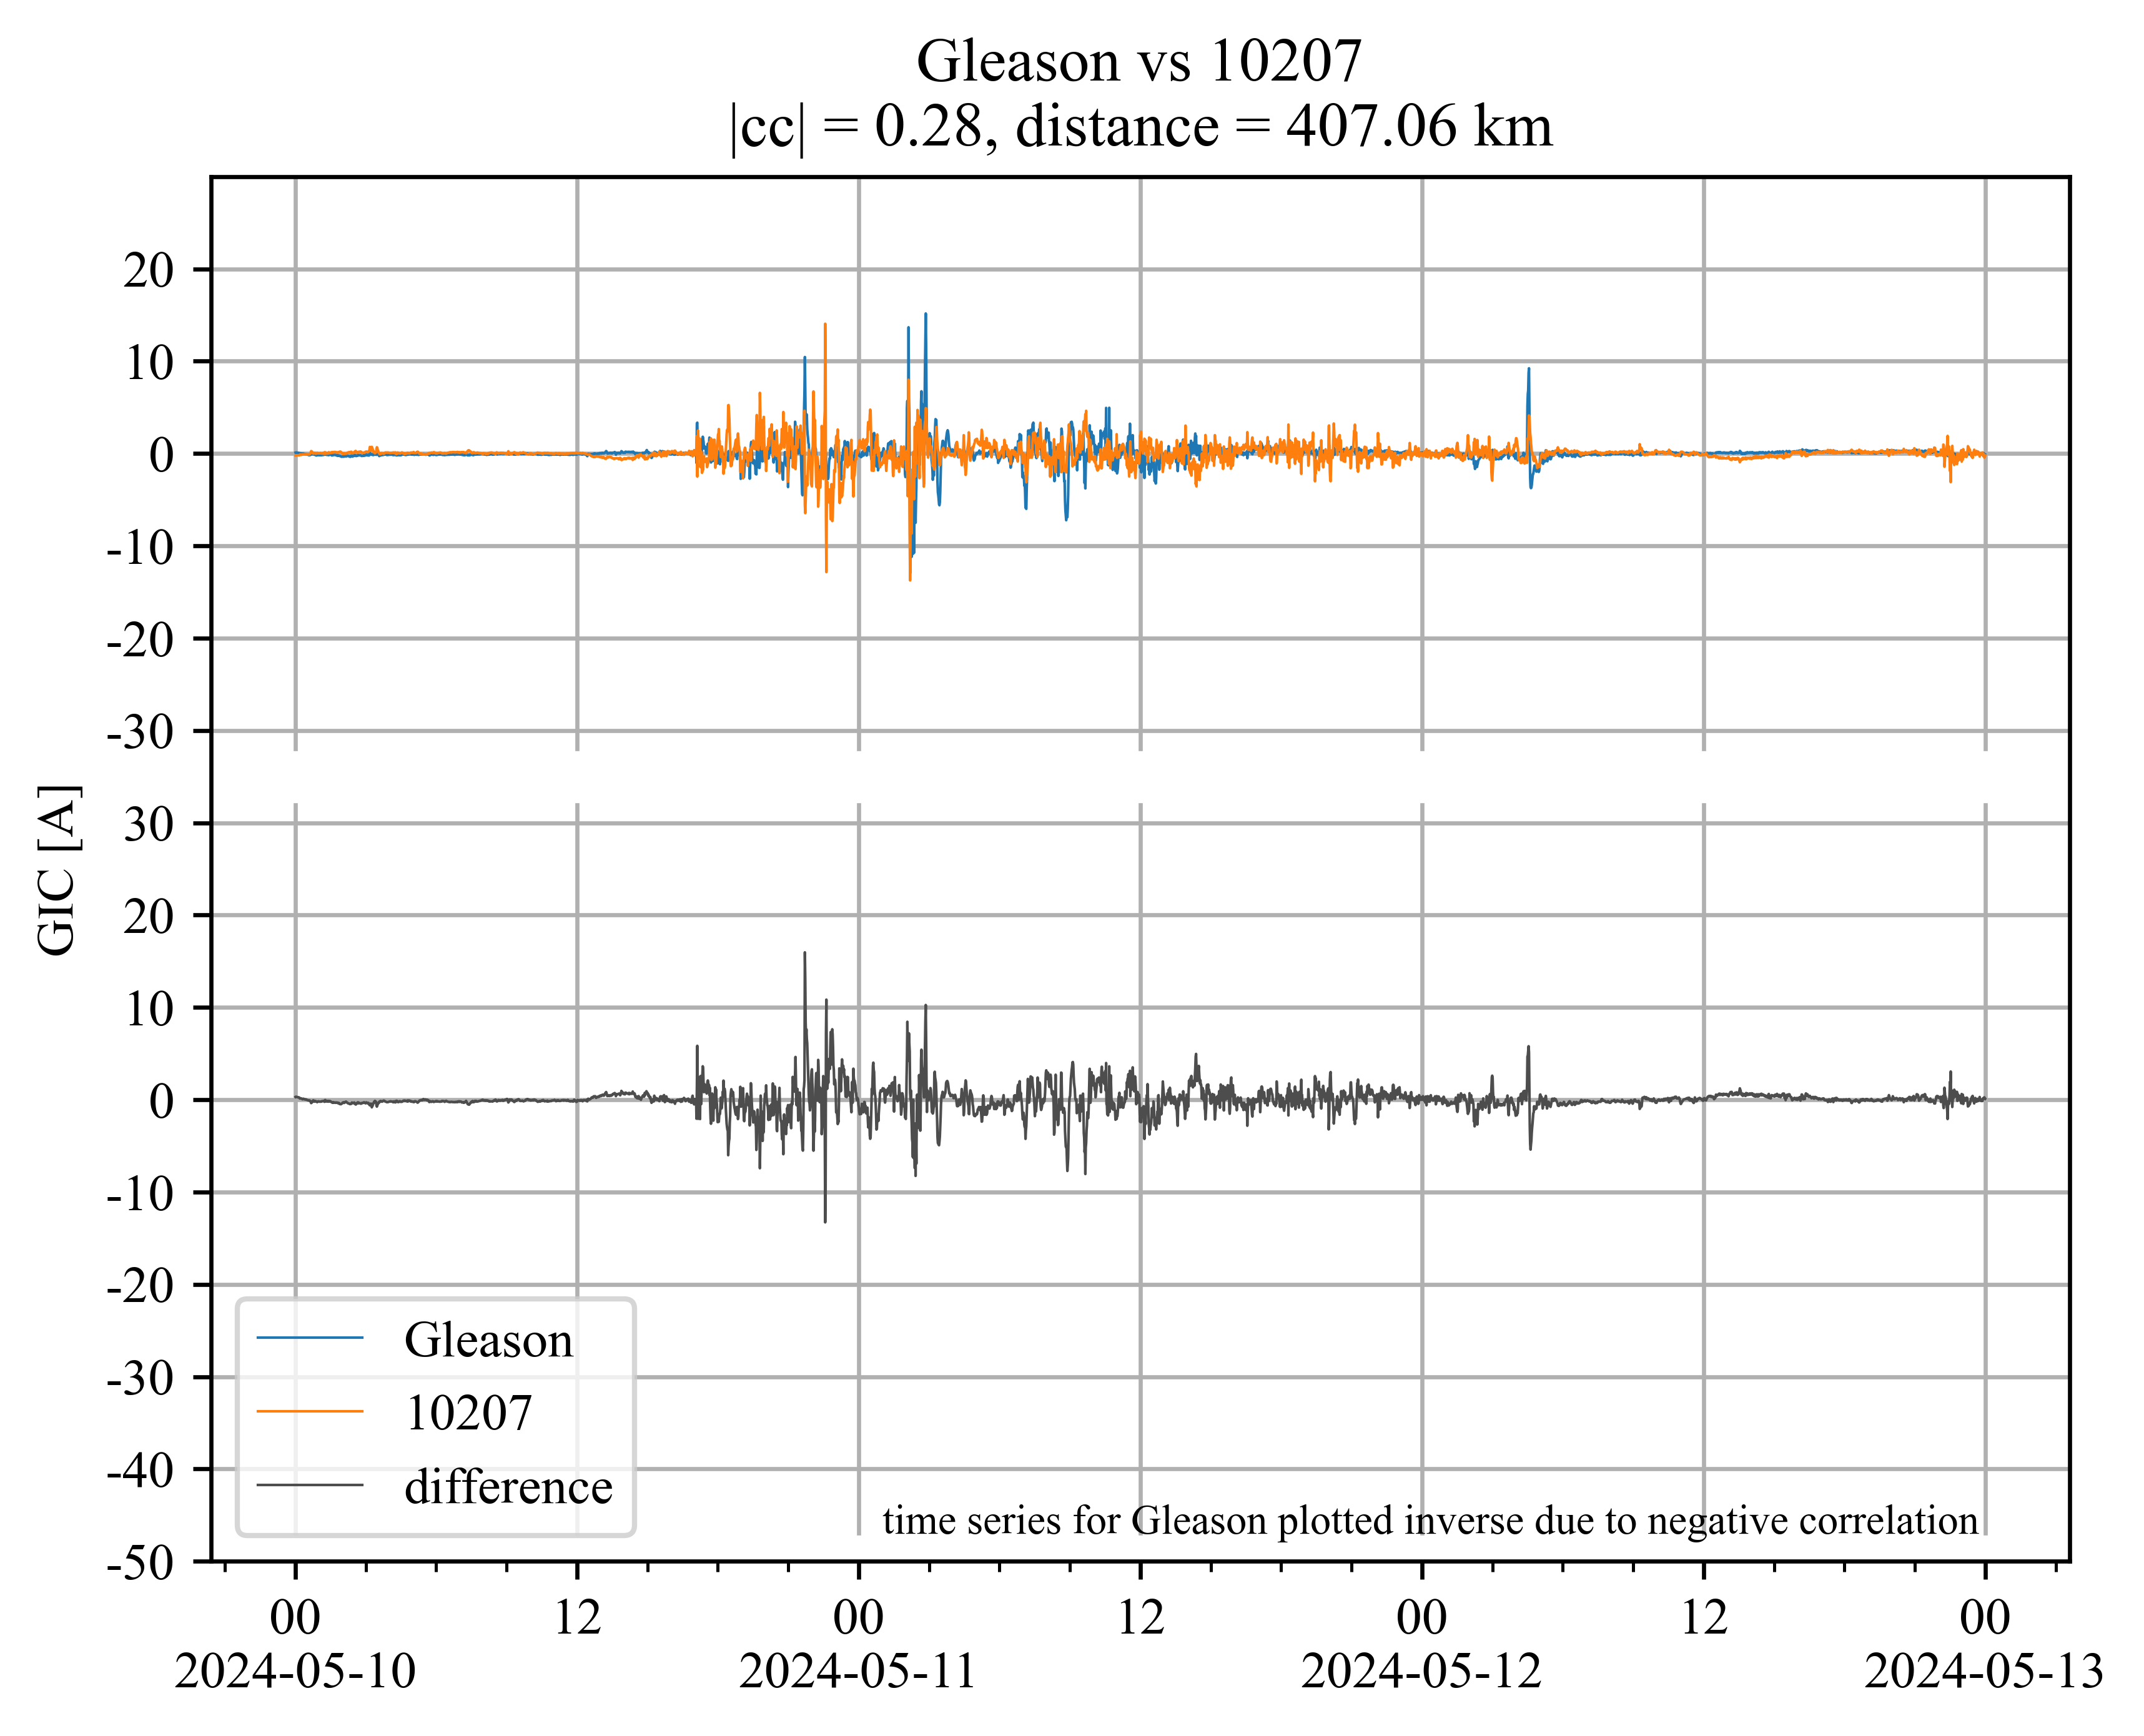 Gleason vs 10207
|cc| = 0.28, distance = 407.06 km
20
10
0
-10
-20
-30
30
20
10
0
-10
-20
-30
-40
-50
GIC [A]
Gleason
10207
difference
time series for Gleason plotted inverse due to negative correlation
00 12 00 12 00 12 00
2024-05-10 2024-05-11 2024-05-12 2024-05-13